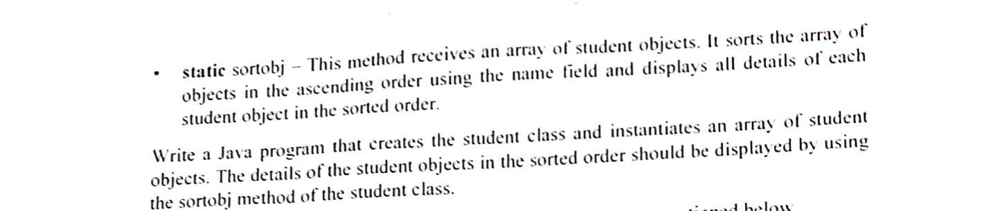 • static sortobj – This method receives an array of student objects. It sorts the array of
objects in the ascending order using the name field and displays all details of each
student object in the sorted order.
Write a Java program that creates the student class and instantiates an array of student
objects. The details of the student objects in the sorted order should be displayed by using
the sortobj method of the student class.
below